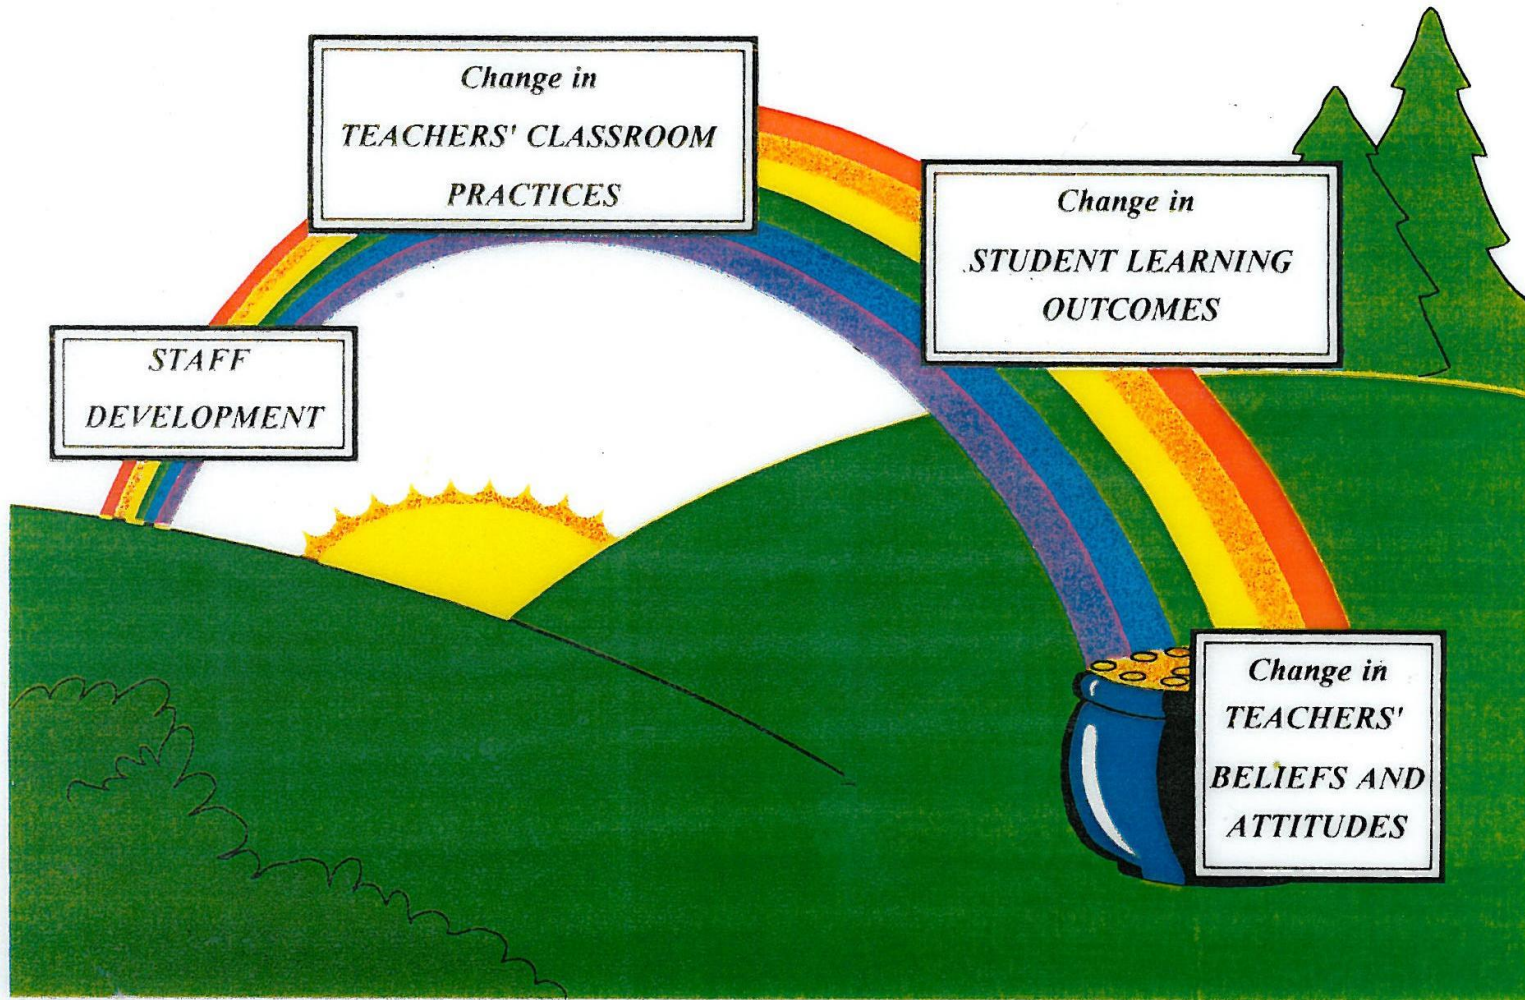 STAFF
DEVELOPMENT
Change in
TEACHERS' CLASSROOM
PRACTICES
Change in
STUDENT LEARNING
OUTCOMES
Change in
TEACHERS'
BELIEFS AND
ATTITUDES